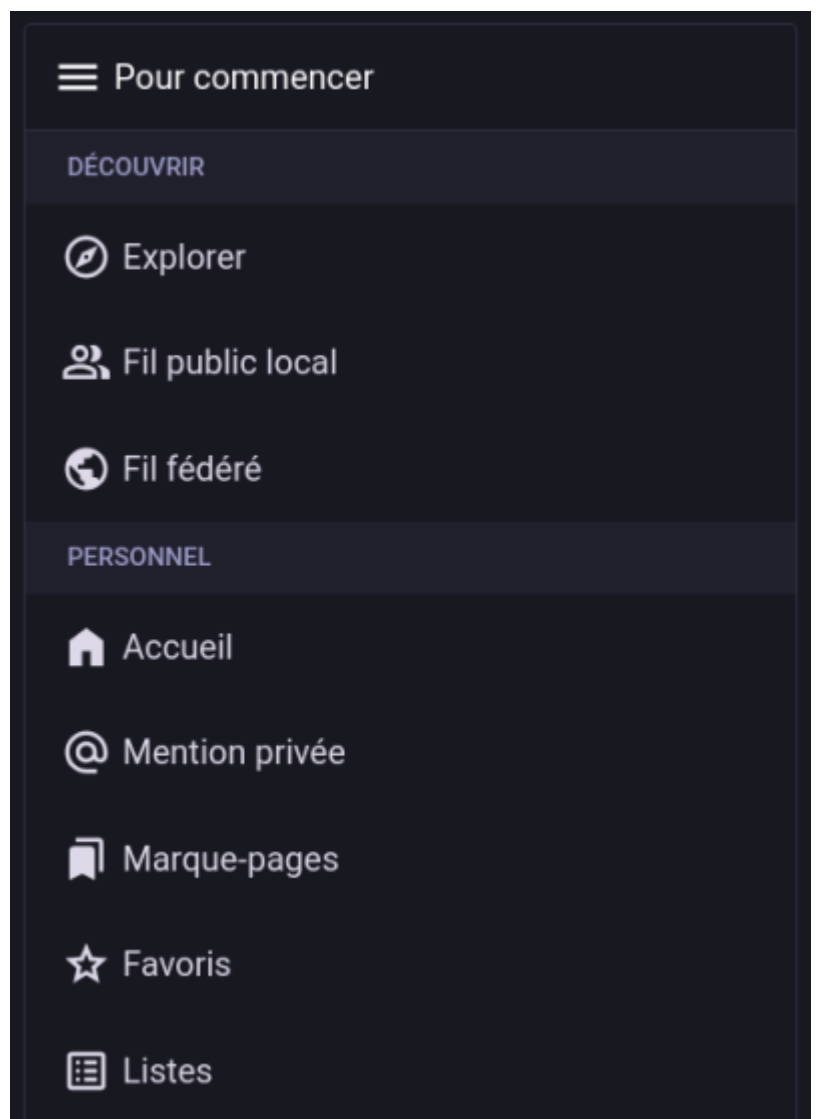 Pour commencer
DÉCOUVRIR
Explorer
Fil public local
Fil fédéré
PERSONNEL
Accueil
Mention privée
Marque-pages
Favoris
Listes